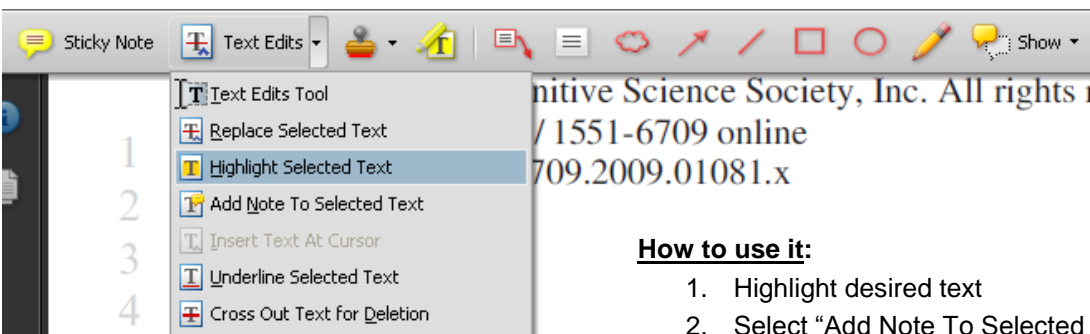 Sticky Note Text Edits Show
Text Edits Tool
Replace Selected Text
Highlight Selected Text
Add Note To Selected Text
Insert Text At Cursor
Underline Selected Text
Cross Out Text for Deletion
1
2
3
4
nitive Science Society, Inc. All rights
/ 1551-6709 online
709.2009.01081.x
How to use it:
1. Highlight desired text
2. Select “Add Note To Selected